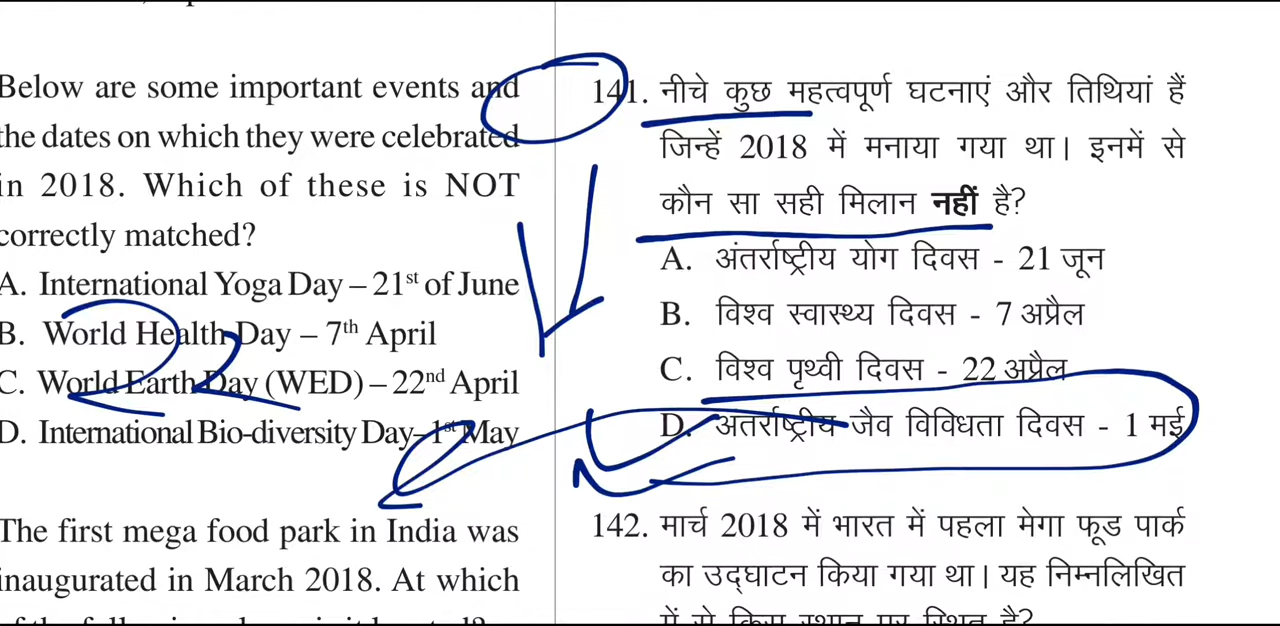 Below are some important events and
the dates on which they were celebrated
in 2018. Which of these is NOT
correctly matched?
A. International Yoga Day – 21st of June
B. World Health Day – 7th April
C. World Earth Day (WED) – 22nd April
D. International Bio-diversity Day– 1st May
The first mega food park in India was
inaugurated in March 2018. At which
141. नीचे कुछ महत्वपूर्ण घटनाएं और तिथियां हैं
जिन्हें 2018 में मनाया गया था। इनमें से
कौन सा सही मिलान नहीं है?
A. अंतर्राष्ट्रीय योग दिवस - 21 जून
B. विश्व स्वास्थ्य दिवस - 7 अप्रैल
C. विश्व पृथ्वी दिवस - 22 अप्रैल
D. अंतर्राष्ट्रीय जैव विविधता दिवस - 1 मई
142. मार्च 2018 में भारत में पहला मेगा फूड पार्क
का उद्घाटन किया गया था। यह निम्नलिखित
में से किस स्थान पर स्थित है?
22